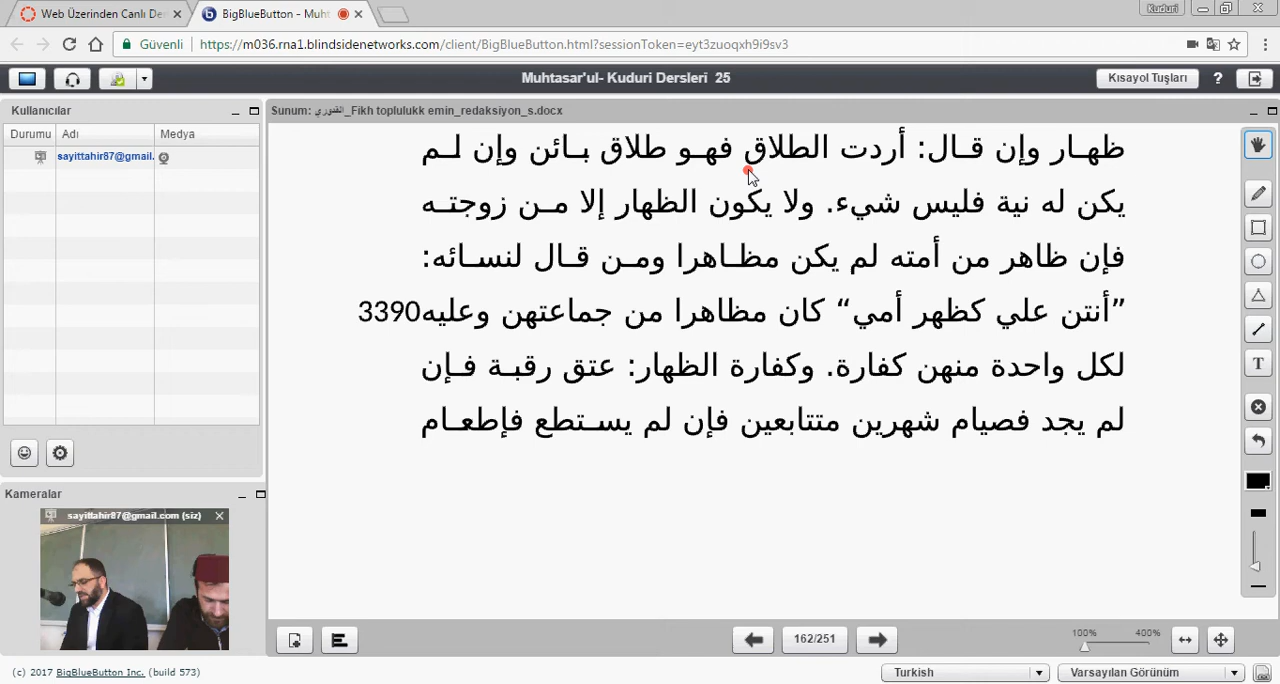 Web Üzerinden Canlı De
BigBlueButton - Muht
Kuduri
Güvenli
https://m036.rna1.blindsidenetworks.com/client/BigBlueButton.html?sessionToken=eyt3zuoqxh9i9sv3
Muhtasar'ul- Kuduri Dersleri 25
Kısayol Tuşları
?
Kullanıcılar
Durumu Adı Medya
sayittahir87@gmail.
Sunum: القدوري_Fikh toplulukk emin_redaksiyon_s.docx
ظهـار وإن قـال: أردت الطلاق فهـو طلاق بـائن وإن لـم
يكن له نية فليس شيء. ولا يكون الظهار إلا مـن زوجتـه
فإن ظاهر من أمته لم يكن مظـاهرا ومـن قـال لنسـائه:
”أنتن علي كظهر أمي“ كان مظاهرا من جماعتهن وعليه3390
لكل واحدة منهن كفارة. وكفارة الظهار: عتق رقبـة فـإن
لم يجد فصيام شهرين متتابعين فإن لم يسـتطع فإطعـام
T
Kameralar
sayittahir87@gmail.com (siz)
162/251
100% 400%
(c) 2017 BigBlueButton Inc. (build 573)
Turkish
Varsayılan Görünüm